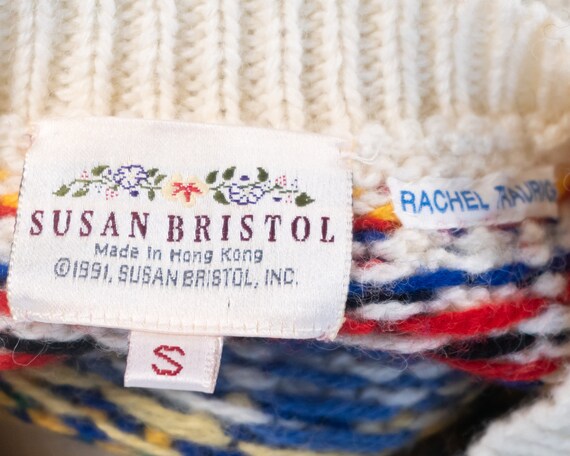 SUSAN BRISTOL
Made in Hong Kong
©1991, SUSAN BRISTOL, INC.
S
RACHEL